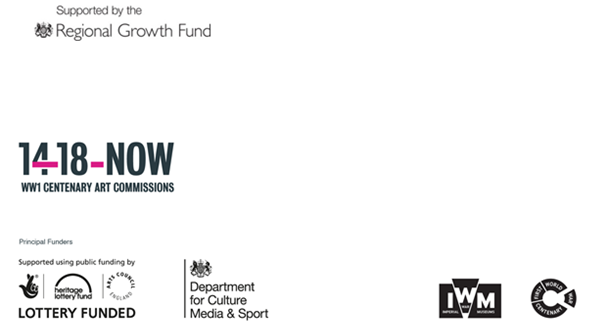 Supported by the
Regional Growth Fund
14-18-NOW
WW1 CENTENARY ART COMMISSIONS
Principal Funders
Supported using public funding by
heritage
lottery fund
ARTS COUNCIL
ENGLAND
LOTTERY FUNDED
Department
for Culture
Media & Sport
IWM
IMPERIAL WAR MUSEUMS
FIRST WORLD WAR
CENTENARY